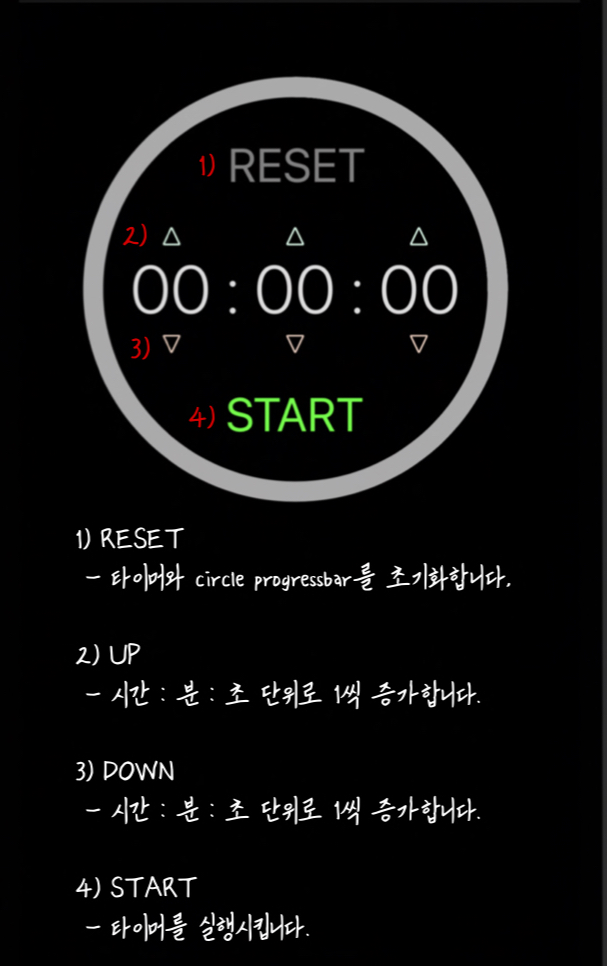 1) RESET
2) △ △ △
00 : 00 : 00
3) ▽ ▽ ▽
4) START
1) RESET
- 타이머와 circle progressbar를 초기화합니다.
2) UP
- 시간 : 분 : 초 단위로 1씩 증가합니다.
3) DOWN
- 시간 : 분 : 초 단위로 1씩 증가합니다.
4) START
- 타이머를 실행시킵니다.